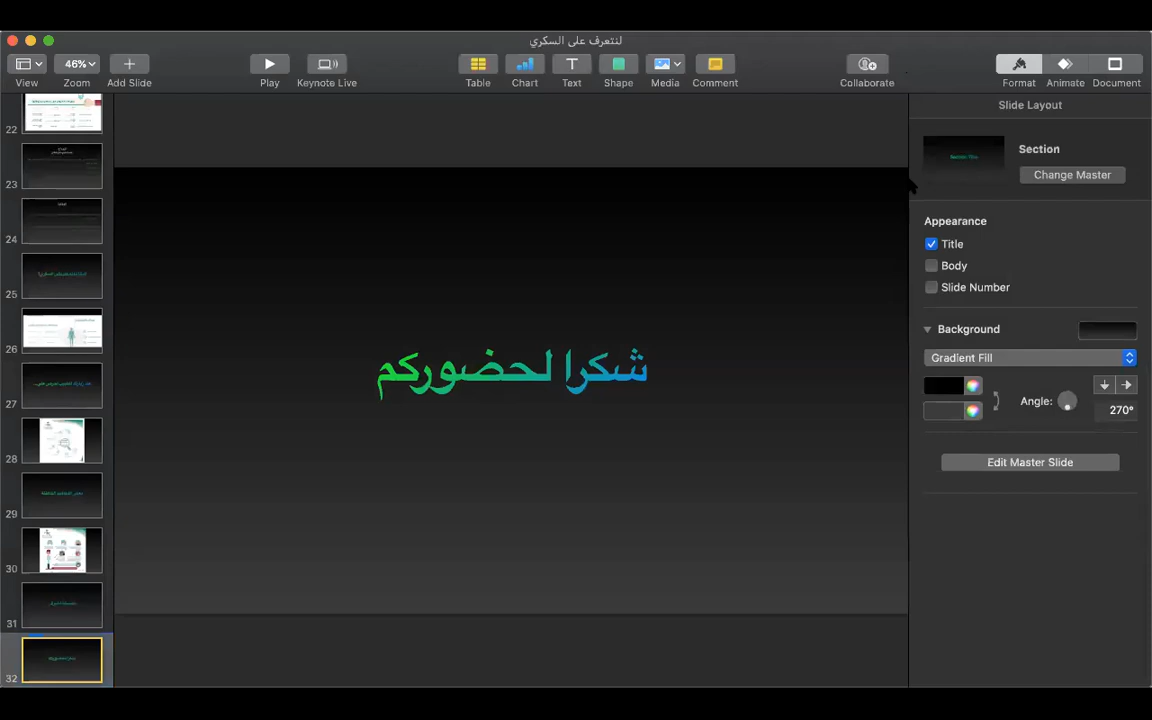 لنتعرف على السكري
46%
View
Zoom
Add Slide
Play
Keynote Live
Table
Chart
Text
Shape
Media
Comment
Collaborate
Format
Animate
Document
Slide Layout
Section
Change Master
Appearance
Title
Body
Slide Number
Background
Gradient Fill
Angle:
270°
Edit Master Slide
شكرا لحضوركم
22
23
24
25
26
27
28
29
30
31
32
شكرا لحضوركم